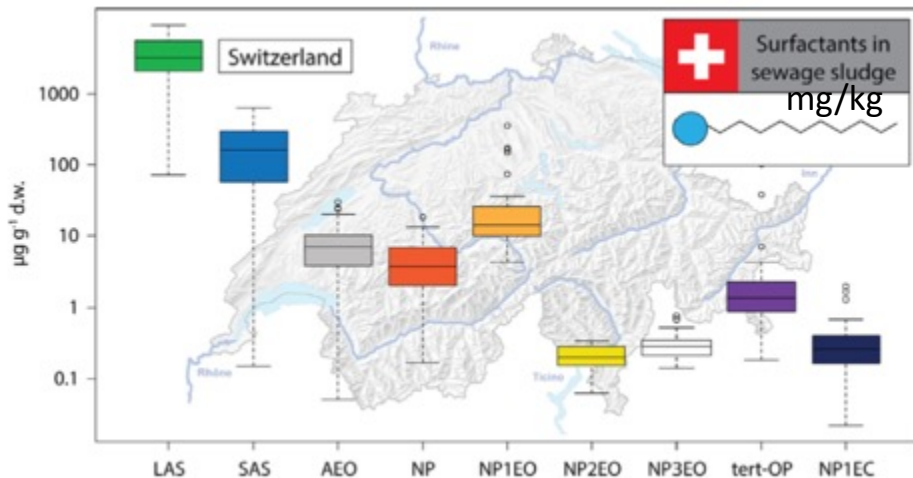 Switzerland
Rhine
Surfactants in
sewage sludge
mg/kg
Inn
1000
100
10
1
0.1
µg g⁻¹ d.w.
Rhône
Ticino
LAS SAS AEO NP NP1EO NP2EO NP3EO tert-OP NP1EC